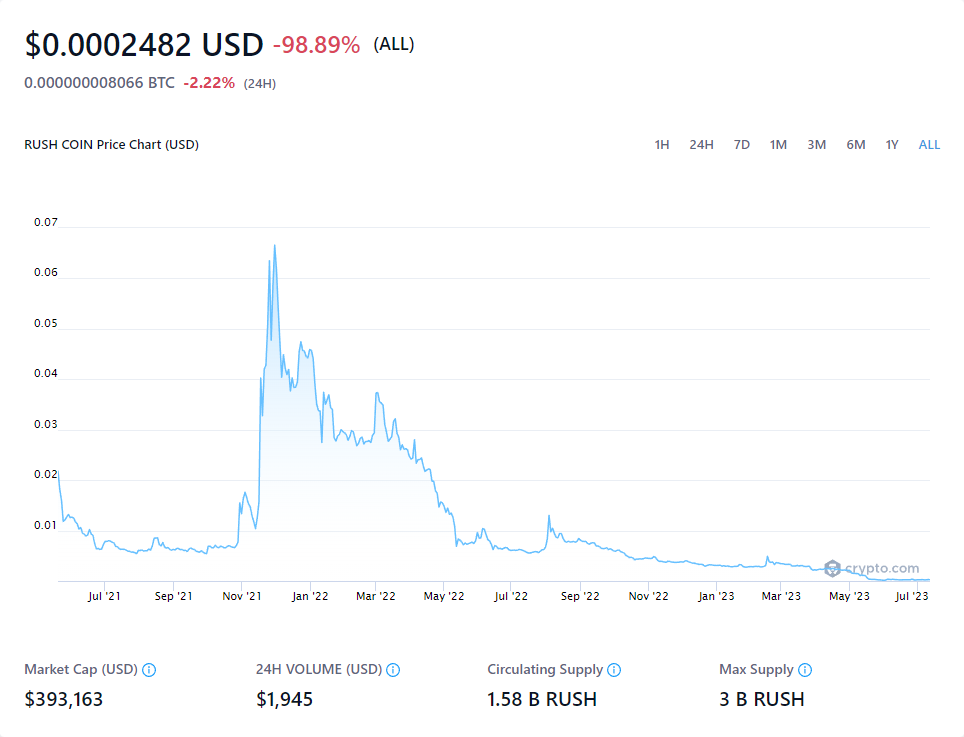 $0.0002482 USD -98.89% (ALL)
0.000000008066 BTC -2.22% (24H)
RUSH COIN Price Chart (USD) 1H 24H 7D 1M 3M 6M 1Y ALL
0.07
0.06
0.05
0.04
0.03
0.02
0.01
crypto.com
Jul '21 Sep '21 Nov '21 Jan '22 Mar '22 May '22 Jul '22 Sep '22 Nov '22 Jan '23 Mar '23 May '23 Jul '23
Market Cap (USD) 24H VOLUME (USD) Circulating Supply Max Supply
$393,163 $1,945 1.58 B RUSH 3 B RUSH